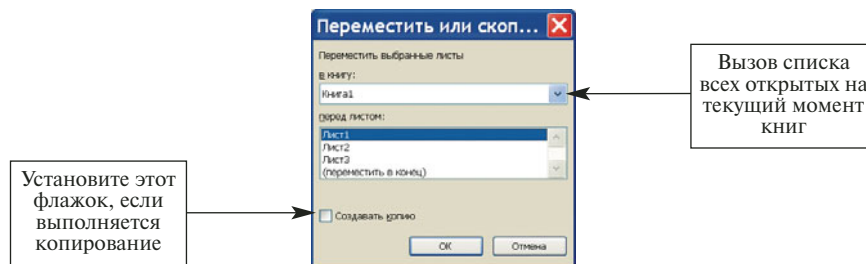 Переместить или скоп...
Переместить выбранные листы
в книгу:
Книга1
перед листом:
Лист1
Лист2
Лист3
(переместить в конец)
Создавать копию
ОК
Отмена
Вызов списка
всех открытых на
текущий момент
книг
Установите этот
флажок, если
выполняется
копирование